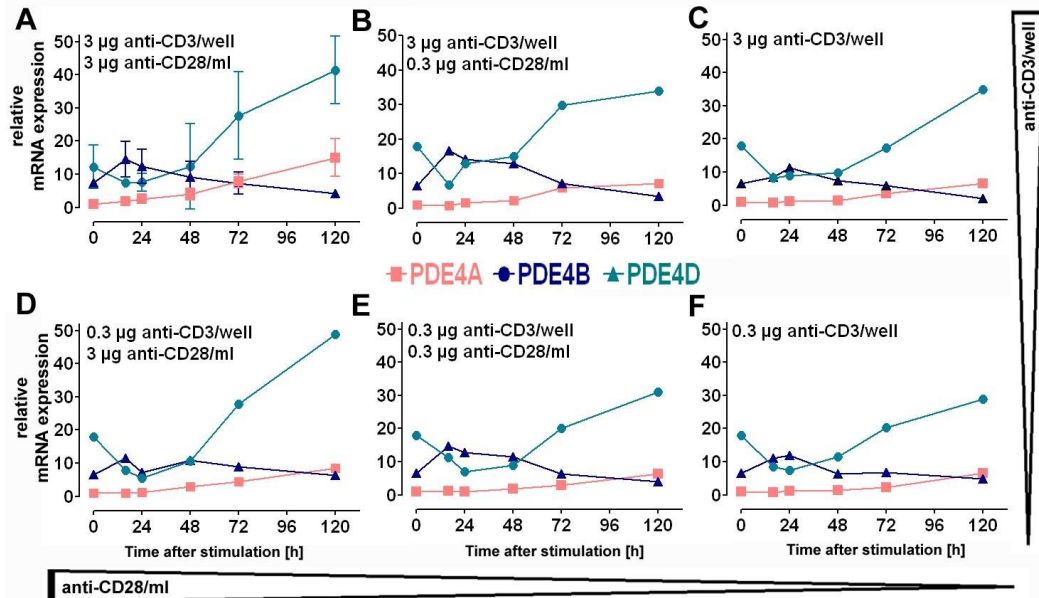 A
3 µg anti-CD3/well
3 µg anti-CD28/ml
relative
mRNA expression
50
40
30
20
10
0
0 24 48 72 96 120
B
3 µg anti-CD3/well
0.3 µg anti-CD28/ml
50
40
30
20
10
0
0 24 48 72 96 120
C
3 µg anti-CD3/well
50
40
30
20
10
0
0 24 48 72 96 120
anti-CD3/well
PDE4A PDE4B PDE4D
D
0.3 µg anti-CD3/well
3 µg anti-CD28/ml
relative
mRNA expression
50
40
30
20
10
0
0 24 48 72 96 120
Time after stimulation [h]
E
0.3 µg anti-CD3/well
0.3 µg anti-CD28/ml
50
40
30
20
10
0
0 24 48 72 96 120
Time after stimulation [h]
F
0.3 µg anti-CD3/well
50
40
30
20
10
0
0 24 48 72 96 120
Time after stimulation [h]
anti-CD28/ml